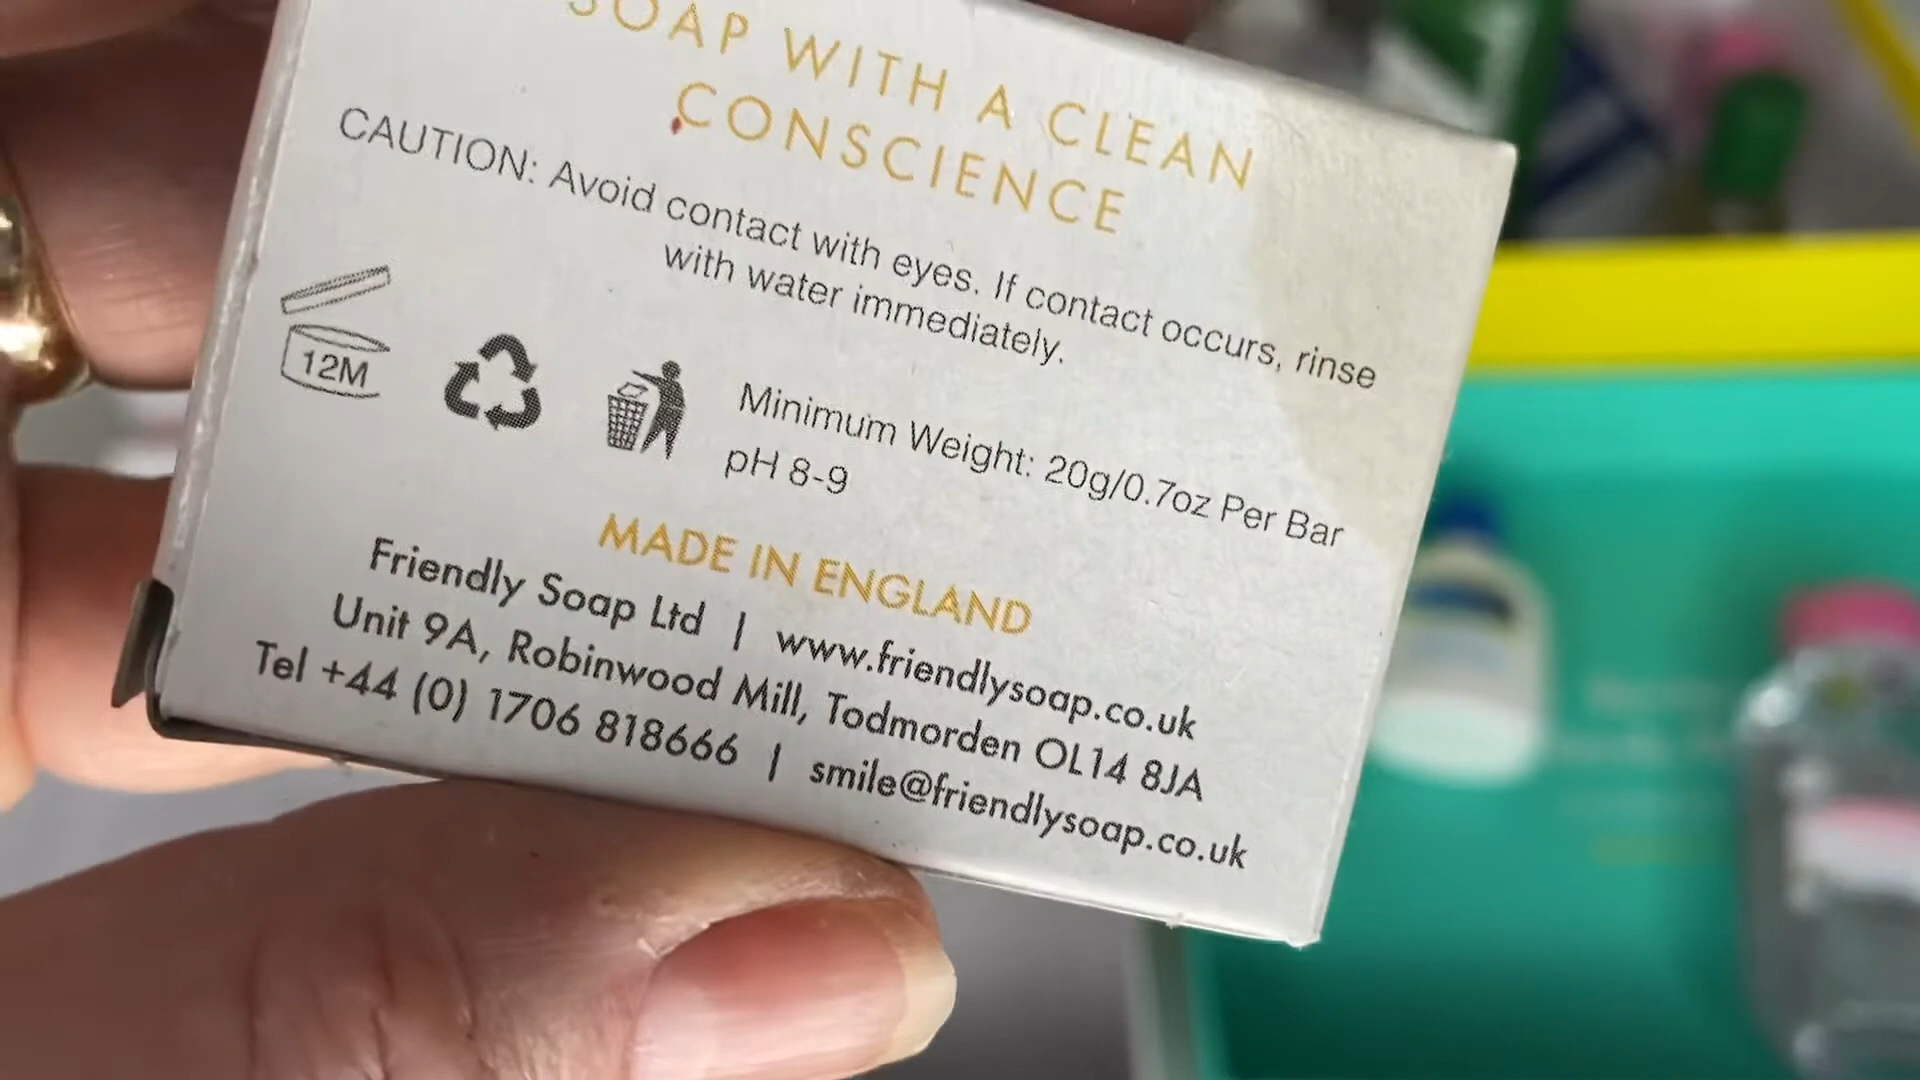 SOAP WITH A CLEAN
CONSCIENCE
CAUTION: Avoid contact with eyes. If contact occurs, rinse
with water immediately.
12M
Minimum Weight: 20g/0.7oz Per Bar
pH 8-9
MADE IN ENGLAND
Friendly Soap Ltd | www.friendlysoap.co.uk
Unit 9A, Robinwood Mill, Todmorden OL14 8JA
Tel +44 (0) 1706 818666 | smile@friendlysoap.co.uk